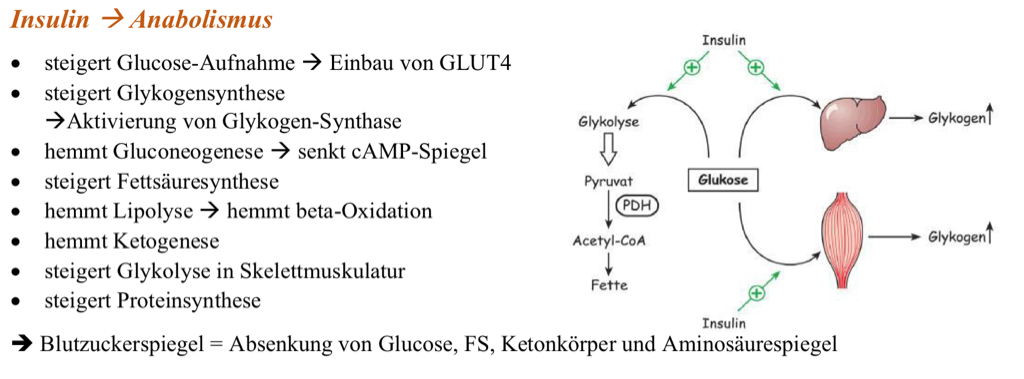 Insulin → Anabolismus
• steigert Glucose-Aufnahme → Einbau von GLUT4
• steigert Glykogensynthese
→Aktivierung von Glykogen-Synthase
• hemmt Gluconeogenese → senkt cAMP-Spiegel
• steigert Fettsäuresynthese
• hemmt Lipolyse → hemmt beta-Oxidation
• hemmt Ketogenese
• steigert Glykolyse in Skelettmuskulatur
• steigert Proteinsynthese
➔ Blutzuckerspiegel = Absenkung von Glucose, FS, Ketonkörper und Aminosäurespiegel
Insulin
Glykolyse
Glykogen↑
Pyruvat
Glukose
PDH
Acetyl-CoA
Glykogen↑
Fette
Insulin